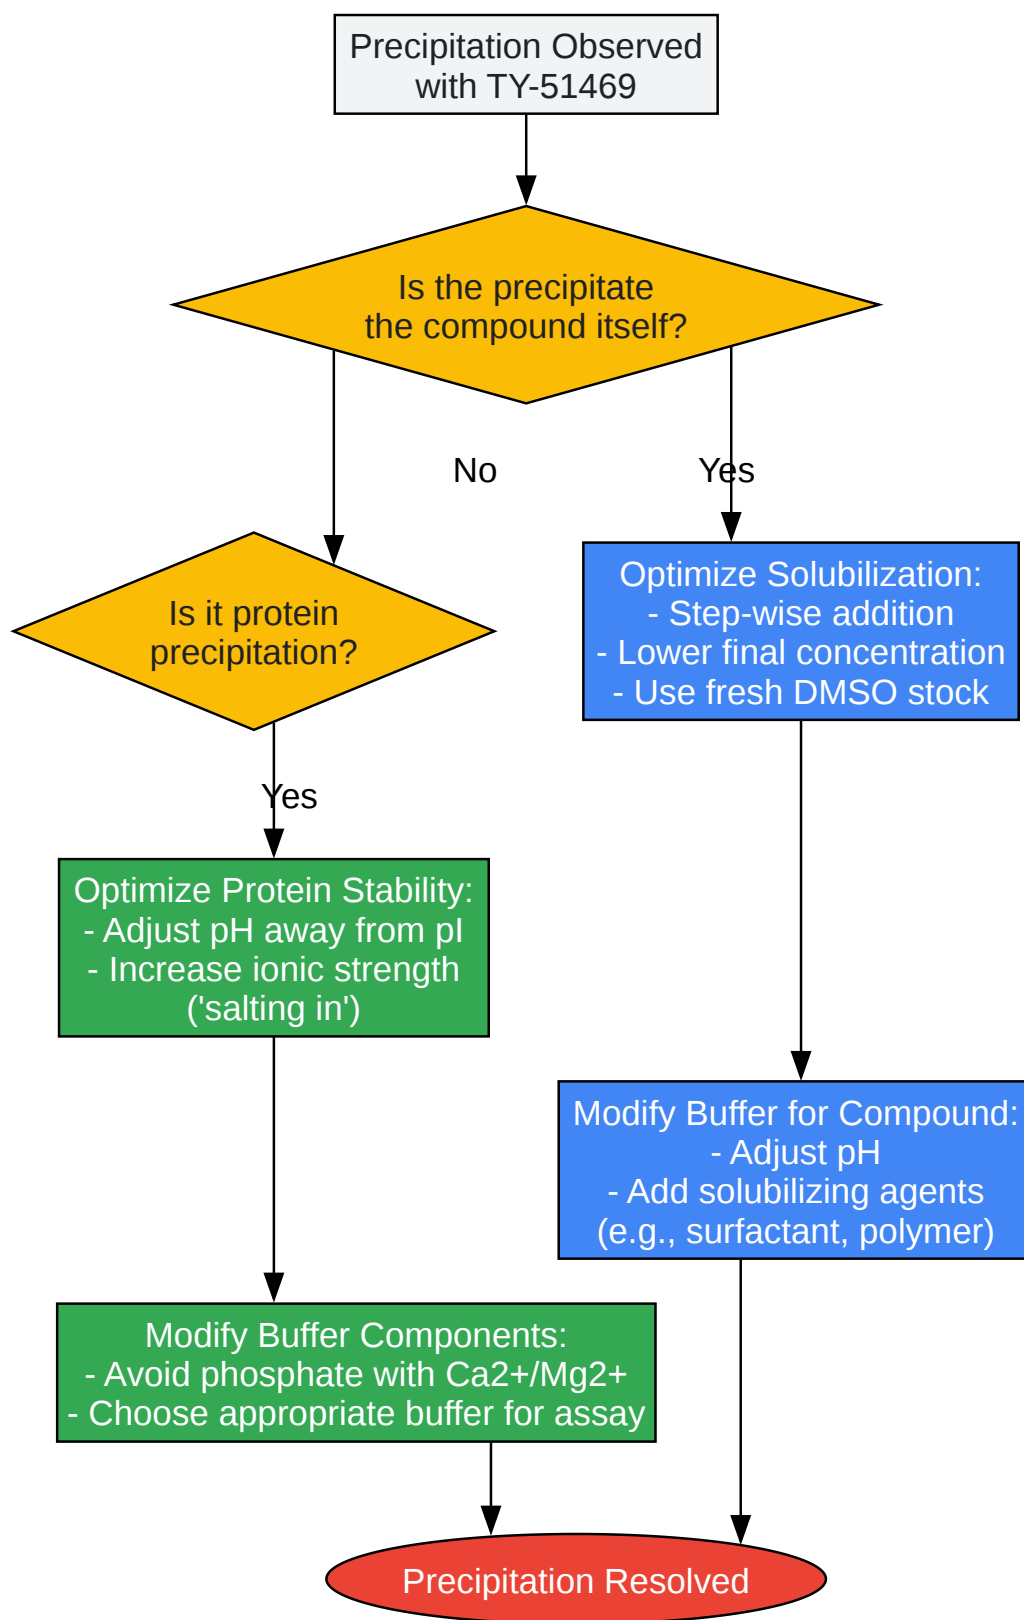 Precipitation Observed
with TY-51469
Is the precipitate
the compound itself?
No
Yes
Is it protein
precipitation?
Optimize Solubilization:
- Step-wise addition
- Lower final concentration
- Use fresh DMSO stock
Yes
Optimize Protein Stability:
- Adjust pH away from pI
- Increase ionic strength
('salting in')
Modify Buffer for Compound:
- Adjust pH
- Add solubilizing agents
(e.g., surfactant, polymer)
Modify Buffer Components:
- Avoid phosphate with Ca2+/Mg2+
- Choose appropriate buffer for assay
Precipitation Resolved